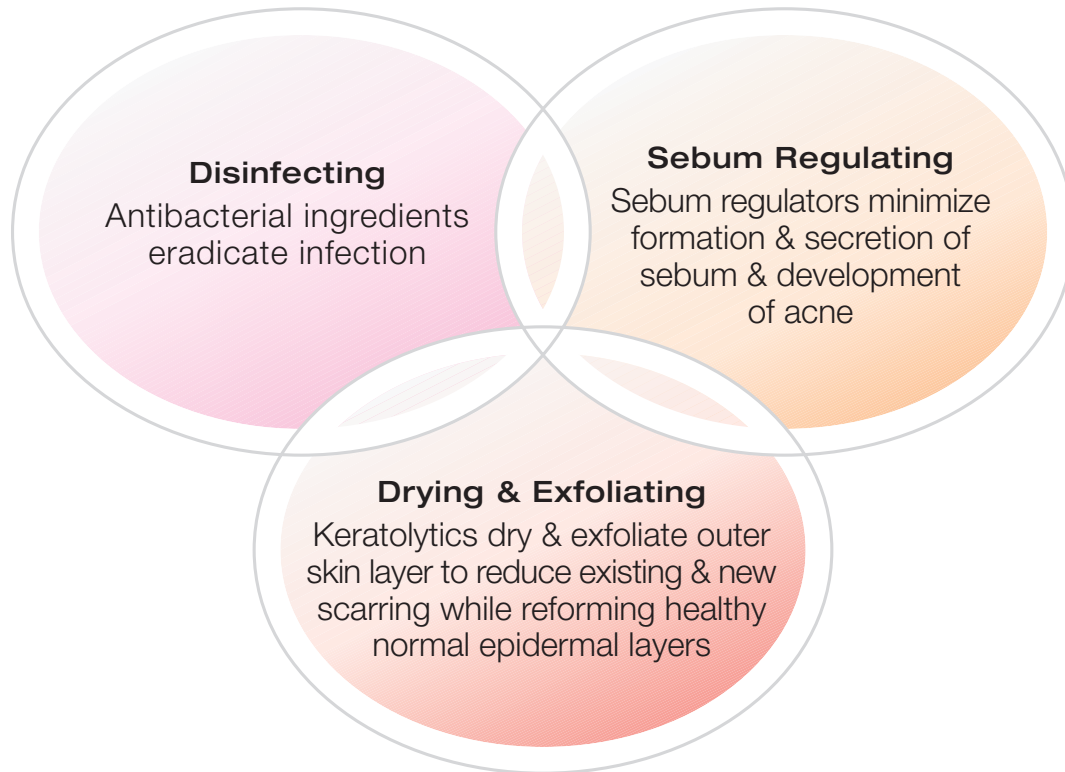 Disinfecting
Antibacterial ingredients
eradicate infection
Sebum Regulating
Sebum regulators minimize
formation & secretion of
sebum & development
of acne
Drying & Exfoliating
Keratolytics dry & exfoliate outer
skin layer to reduce existing & new
scarring while reforming healthy
normal epidermal layers